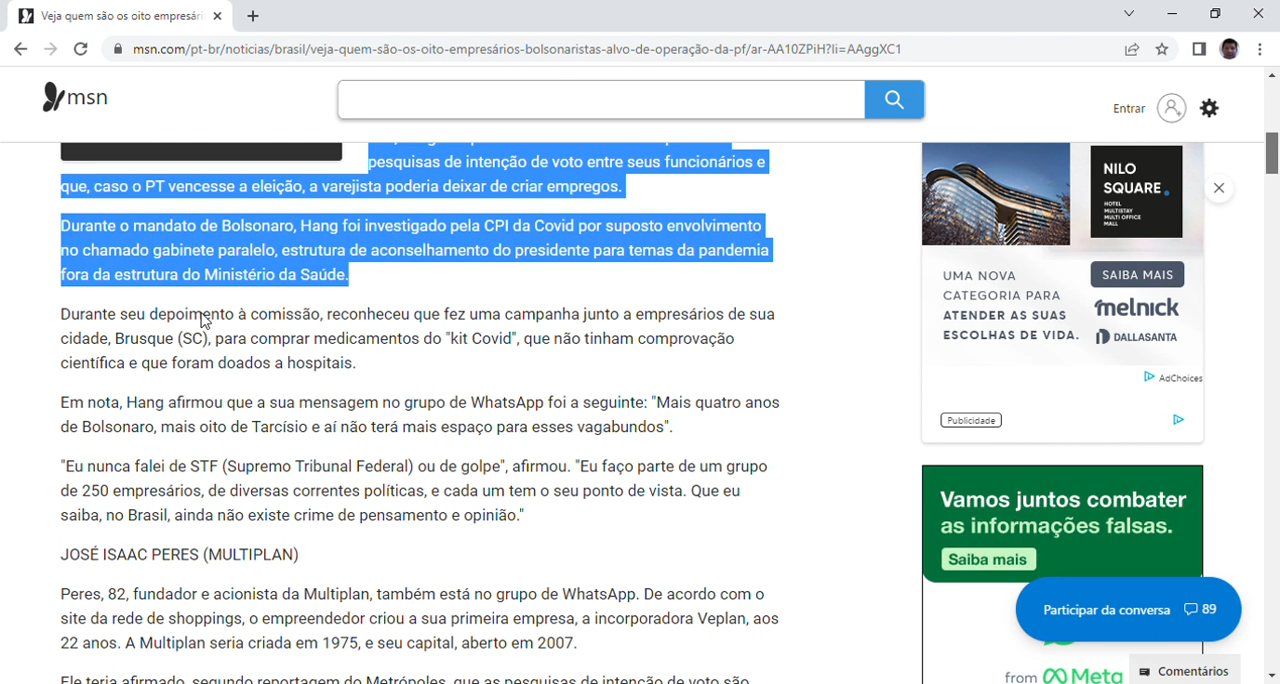 Veja quem são os oito empresári
msn.com/pt-br/noticias/brasil/veja-quem-são-os-oito-empresários-bolsonaristas-alvo-de-operação-da-pf/ar-AA10ZPiH?li=AAggXC1
msn
Entrar
pesquisas de intenção de voto entre seus funcionários e
que, caso o PT vencesse a eleição, a varejista poderia deixar de criar empregos.
Durante o mandato de Bolsonaro, Hang foi investigado pela CPI da Covid por suposto envolvimento
no chamado gabinete paralelo, estrutura de aconselhamento do presidente para temas da pandemia
fora da estrutura do Ministério da Saúde.
Durante seu depoimento à comissão, reconheceu que fez uma campanha junto a empresários de sua
cidade, Brusque (SC), para comprar medicamentos do "kit Covid", que não tinham comprovação
científica e que foram doados a hospitais.
Em nota, Hang afirmou que a sua mensagem no grupo de WhatsApp foi a seguinte: "Mais quatro anos
de Bolsonaro, mais oito de Tarcísio e aí não terá mais espaço para esses vagabundos".
"Eu nunca falei de STF (Supremo Tribunal Federal) ou de golpe", afirmou. "Eu faço parte de um grupo
de 250 empresários, de diversas correntes políticas, e cada um tem o seu ponto de vista. Que eu
saiba, no Brasil, ainda não existe crime de pensamento e opinião."
JOSÉ ISAAC PERES (MULTIPLAN)
Peres, 82, fundador e acionista da Multiplan, também está no grupo de WhatsApp. De acordo com o
site da rede de shoppings, o empreendedor criou a sua primeira empresa, a incorporadora Veplan, aos
22 anos. A Multiplan seria criada em 1975, e seu capital, aberto em 2007.
Ele teria afirmado, segundo reportagem do Metrópoles, que as pesquisas de intenção de voto são
NILO
SQUARE.
HOTEL
MULTISTAY
MULTI OFFICE
MALL
UMA NOVA
CATEGORIA PARA
ATENDER AS SUAS
ESCOLHAS DE VIDA.
SAIBA MAIS
melnick
DALLASANTA
AdChoices
Publicidade
Vamos juntos combater
as informações falsas.
Saiba mais
Participar da conversa 89
from Meta
Comentários